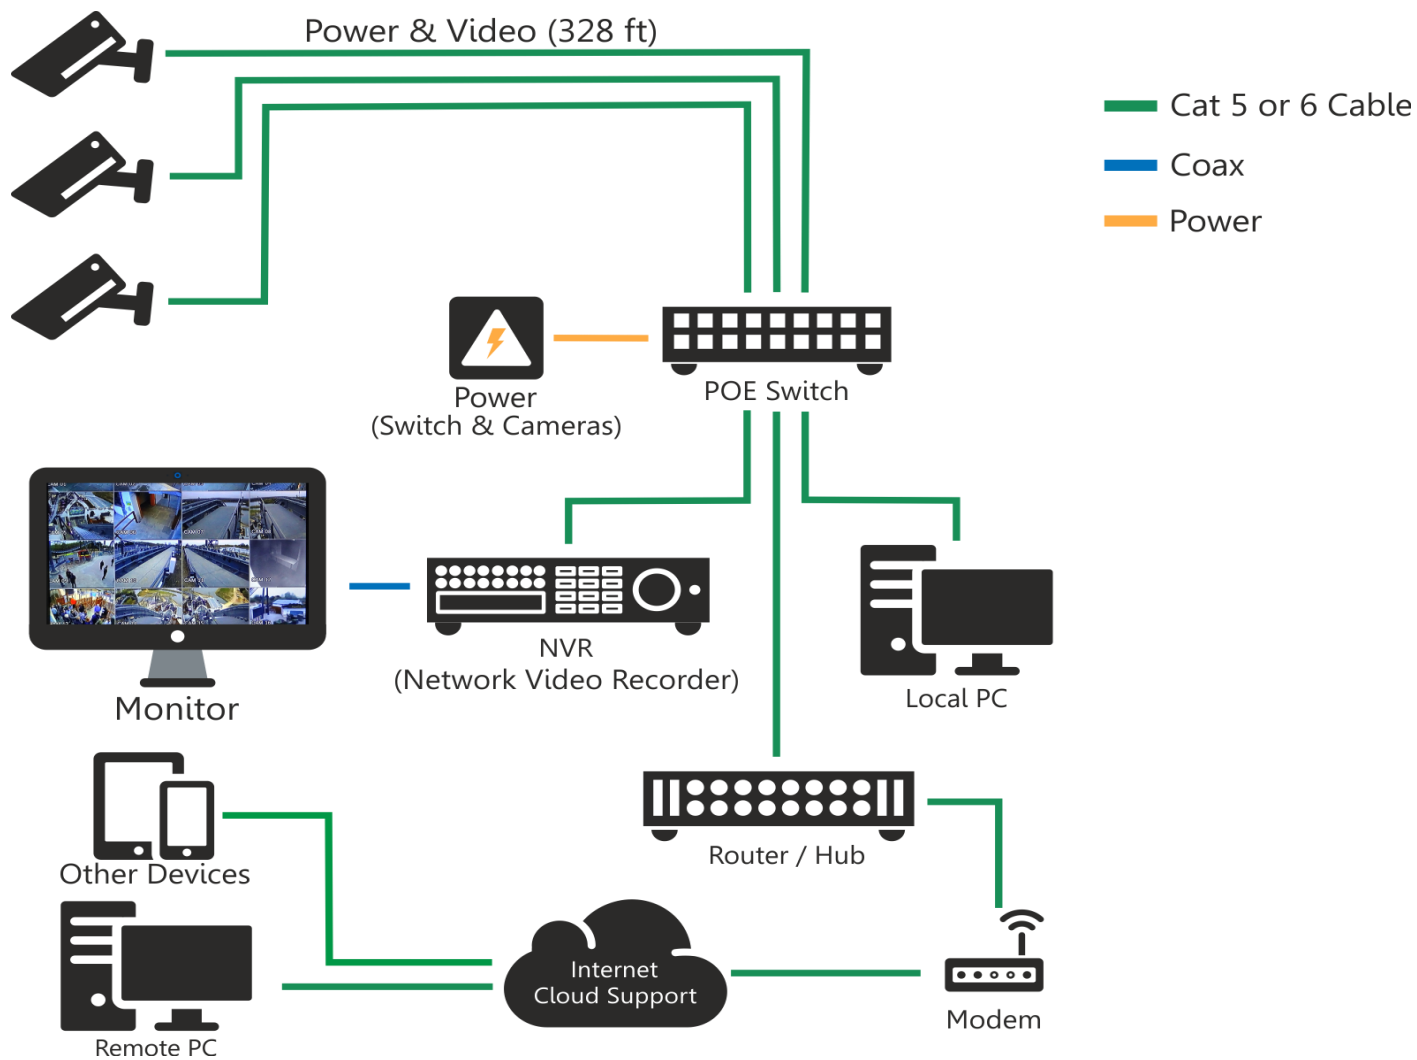 Power & Video (328 ft)
Cat 5 or 6 Cable
Coax
Power
POE Switch
Power
(Switch & Cameras)
NVR
(Network Video Recorder)
Monitor
Local PC
Router / Hub
Other Devices
Internet
Cloud Support
Modem
Remote PC